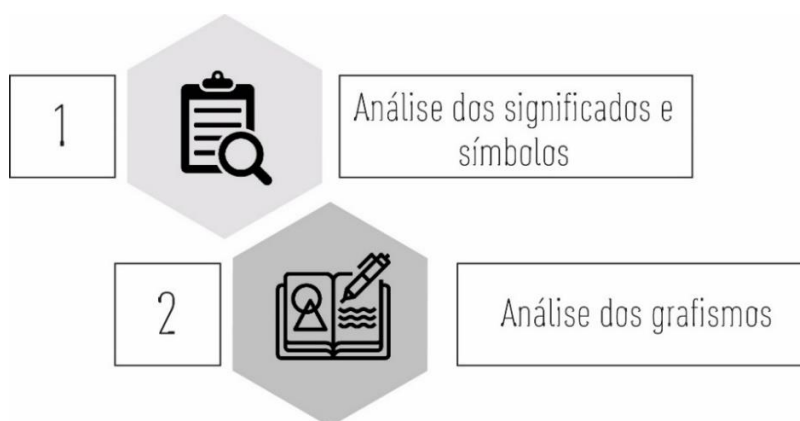 1
Análise dos significados e
símbolos
2
Análise dos grafismos